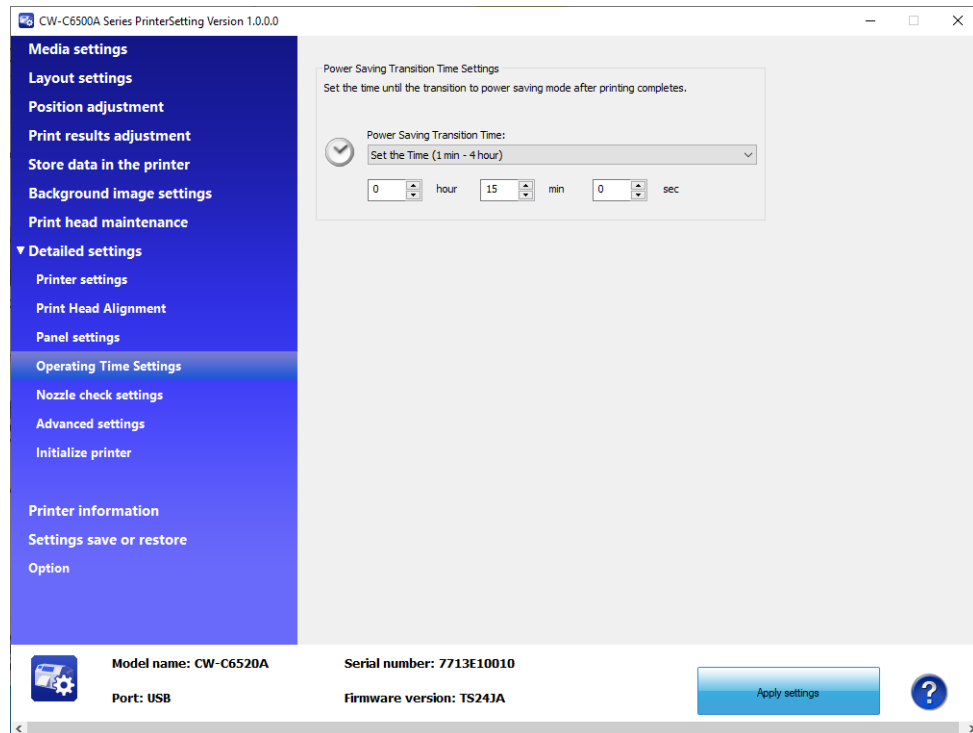 CW-C6500A Series PrinterSetting Version 1.0.0.0
Media settings
Layout settings
Position adjustment
Print results adjustment
Store data in the printer
Background image settings
Print head maintenance
▼ Detailed settings
Printer settings
Print Head Alignment
Panel settings
Operating Time Settings
Nozzle check settings
Advanced settings
Initialize printer
Printer information
Settings save or restore
Option
Power Saving Transition Time Settings
Set the time until the transition to power saving mode after printing completes.
Power Saving Transition Time:
Set the Time (1 min - 4 hour)
0 hour 15 min 0 sec
Model name: CW-C6520A Serial number: 7713E10010
Port: USB Firmware version: TS24JA
Apply settings
?